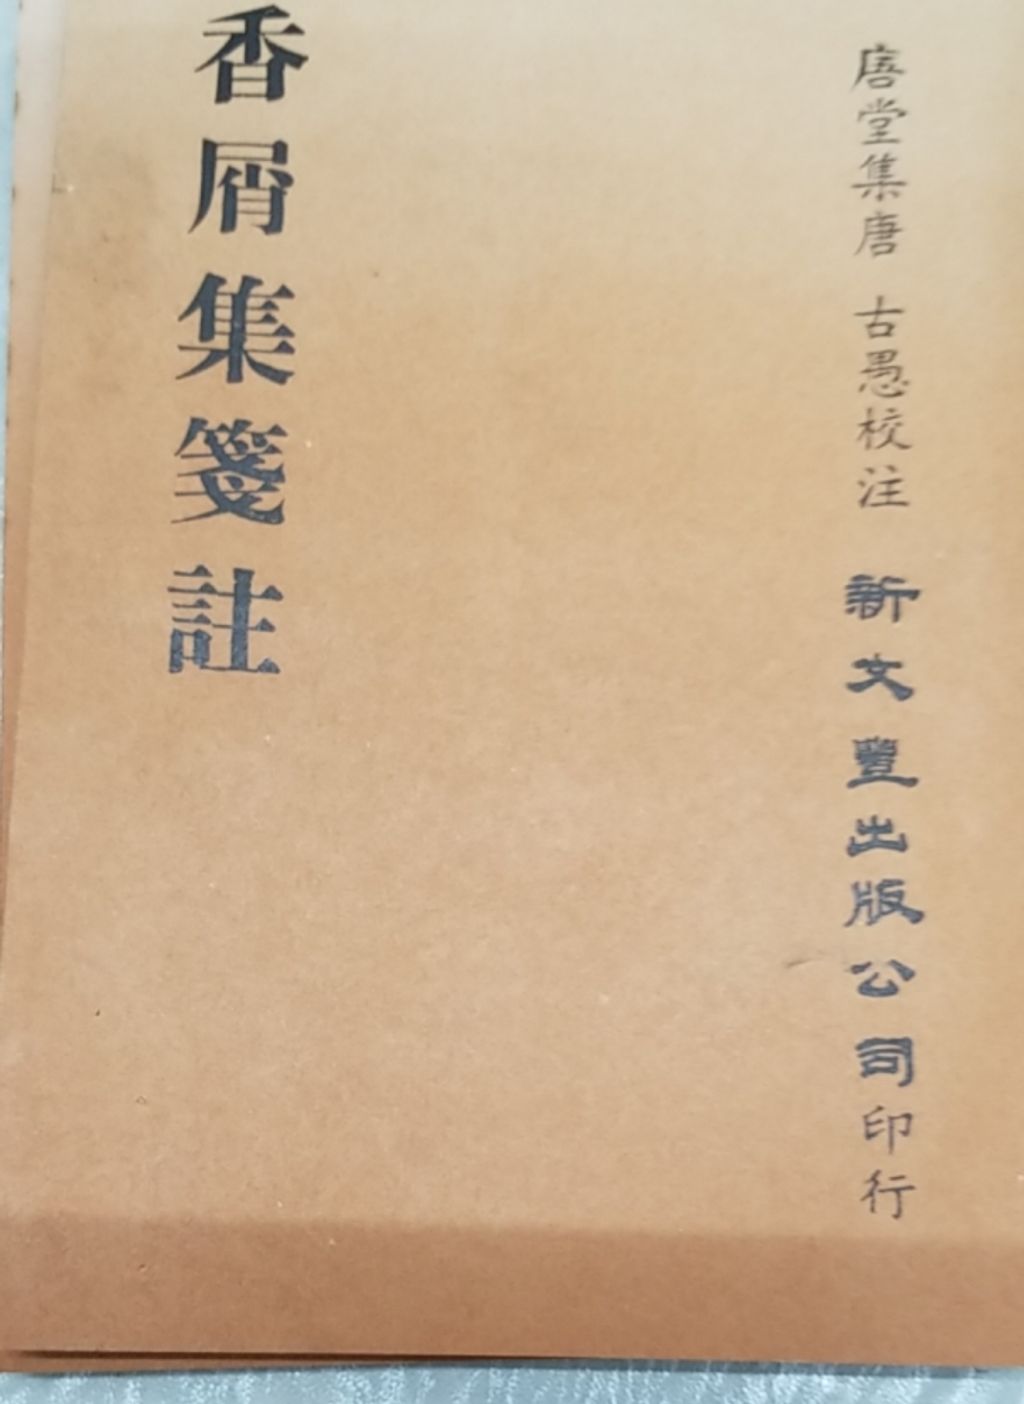 㾗堂集唐 古愚校注 新文豐出版公司印行
香屑集箋註